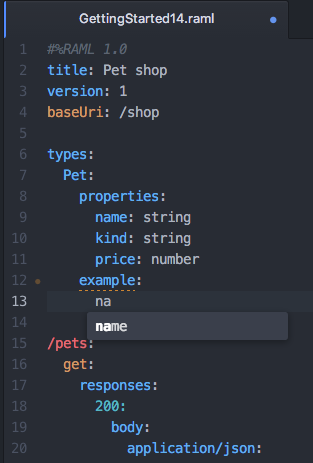 GettingStarted14.raml
1 #%RAML 1.0
2 title: Pet shop
3 version: 1
4 baseUri: /shop
5
6 types:
7 Pet:
8 properties:
9 name: string
10 kind: string
11 price: number
12 example:
13 na
14 name
15 /pets:
16 get:
17 responses:
18 200:
19 body:
20 application/json: